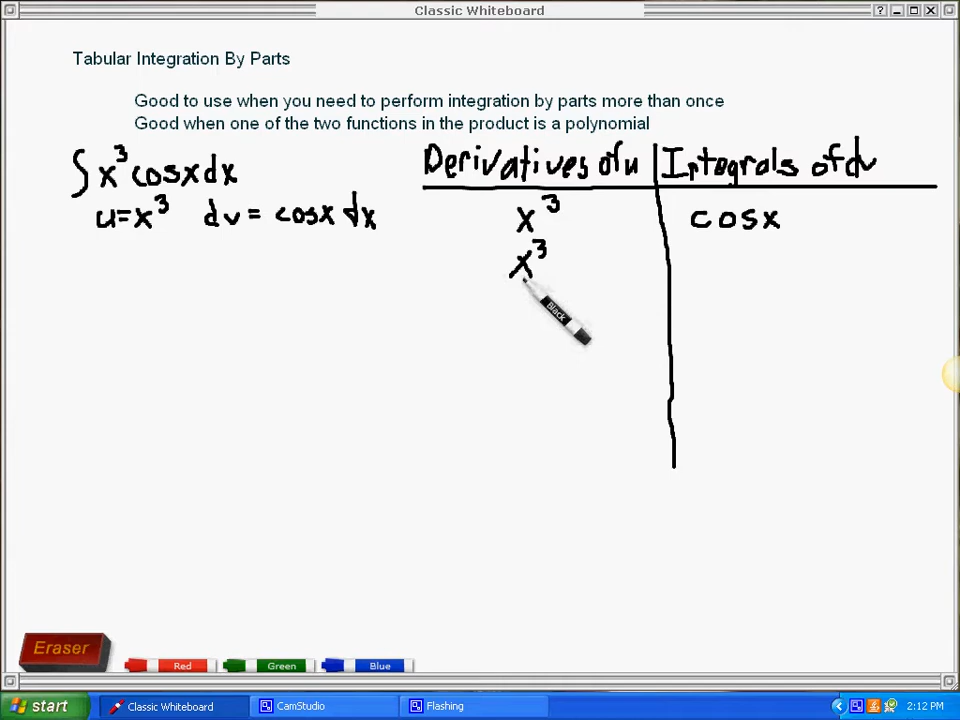 Classic Whiteboard
Tabular Integration By Parts
Good to use when you need to perform integration by parts more than once
Good when one of the two functions in the product is a polynomial
∫x³cosxdx
u=x³ dv= cosx dx
Derivatives of u | Integrals of dv
x³ cosx
x³
Black
Eraser
Red Green Blue
start Classic Whiteboard CamStudio Flashing 2:12 PM